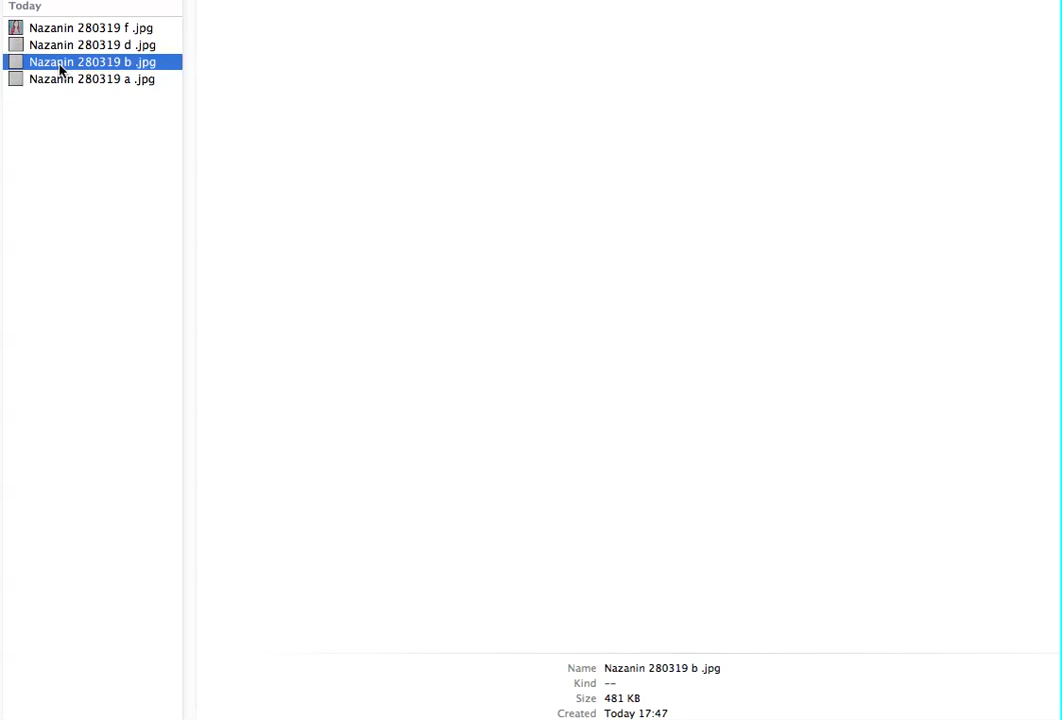 Today
Nazanin 280319 f .jpg
Nazanin 280319 d .jpg
Nazanin 280319 b .jpg
Nazanin 280319 a .jpg
Name Nazanin 280319 b .jpg
Kind --
Size 481 KB
Created Today 17:47